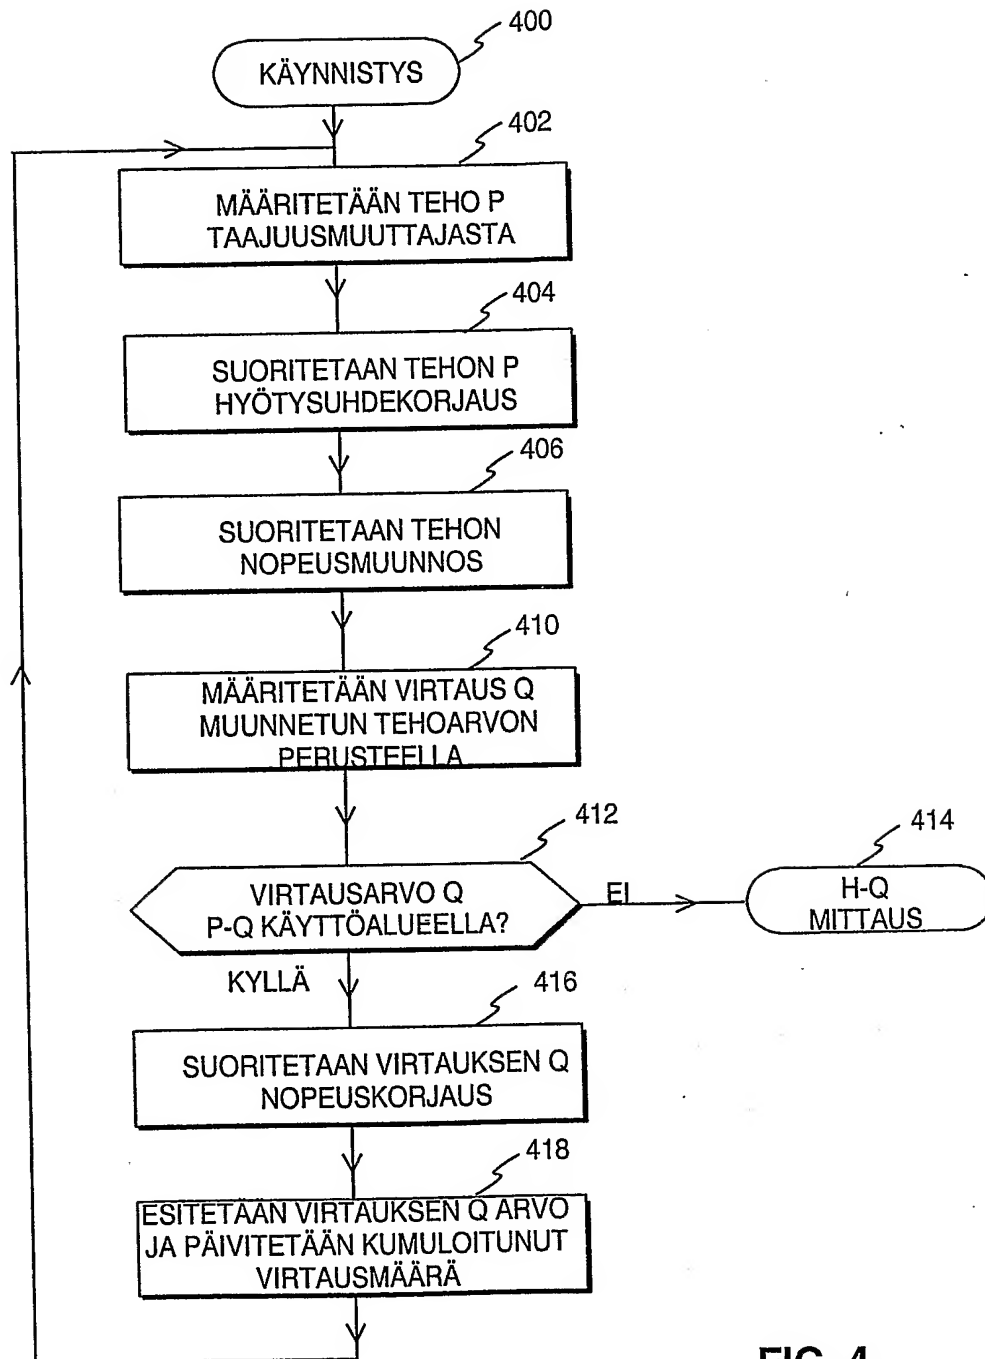 400
KÄYNNISTYS
402
MÄÄRITETÄÄN TEHO P
TAAJUUSMUUTTAJASTA
404
SUORITETAAN TEHON P
HYÖTYSUHDEKORJAUS
406
SUORITETAAN TEHON
NOPEUSMUUNNOS
410
MÄÄRITETÄÄN VIRTAUS Q
MUUNNETUN TEHOARVON
PERUSTEELLA
412
VIRTAUSARVO Q
P-Q KÄYTTÖALUEELLA?
EI
414
H-Q
MITTAUS
KYLLÄ
416
SUORITETAAN VIRTAUKSEN Q
NOPEUSKORJAUS
418
ESITETÄÄN VIRTAUKSEN Q ARVO
JA PÄIVITETÄÄN KUMULOITUNUT
VIRTAUSMÄÄRÄ
FIG. 4